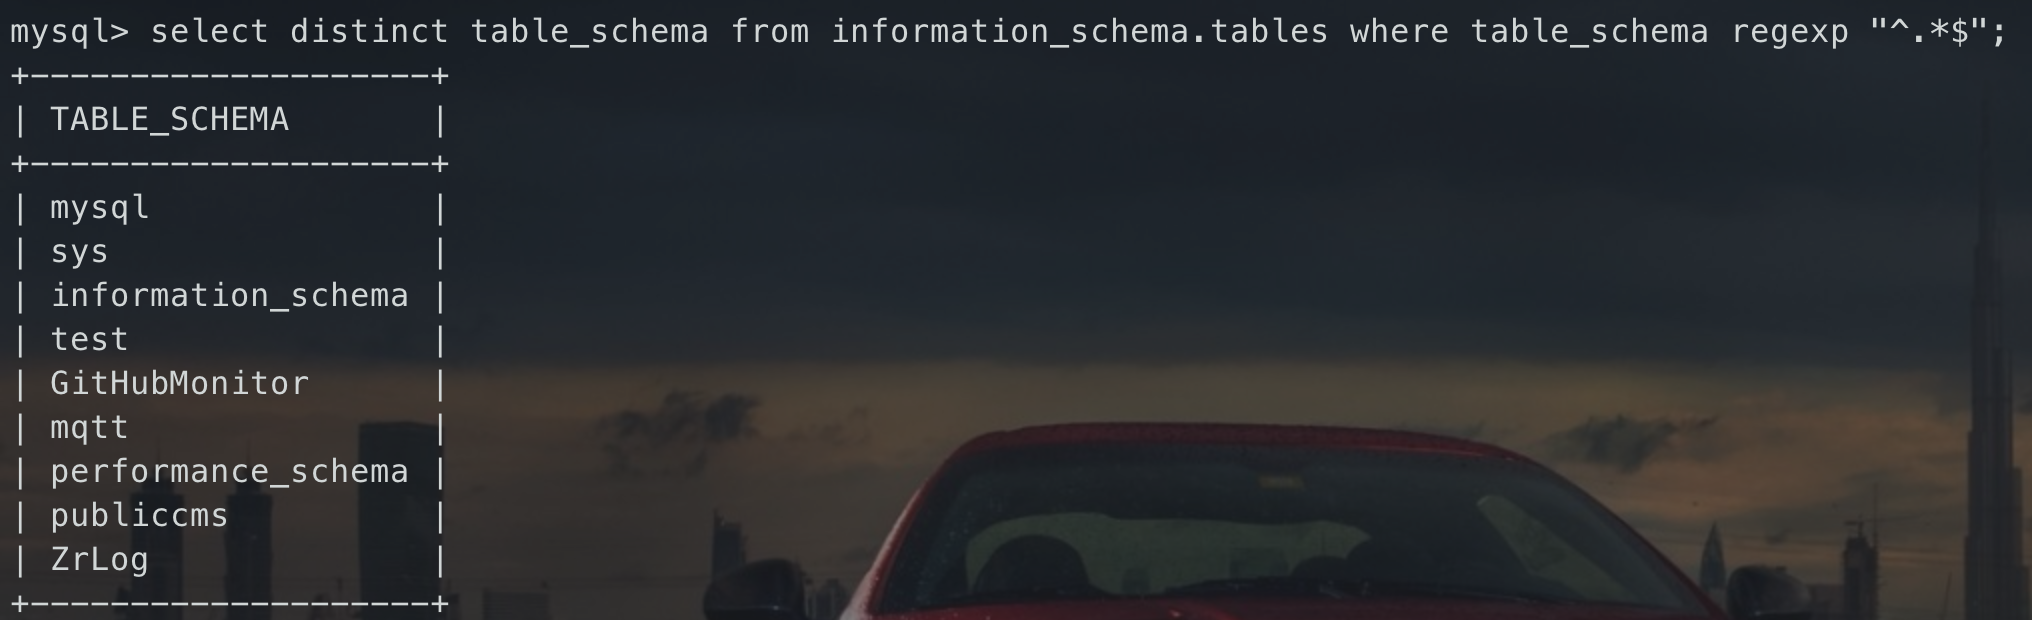 mysql> select distinct table_schema from information_schema.tables where table_schema regexp "^.*$";
+--------------------+
| TABLE_SCHEMA       |
+--------------------+
| mysql              |
| sys                |
| information_schema |
| test               |
| GitHubMonitor      |
| mqtt               |
| performance_schema |
| publiccms          |
| ZrLog              |
+--------------------+